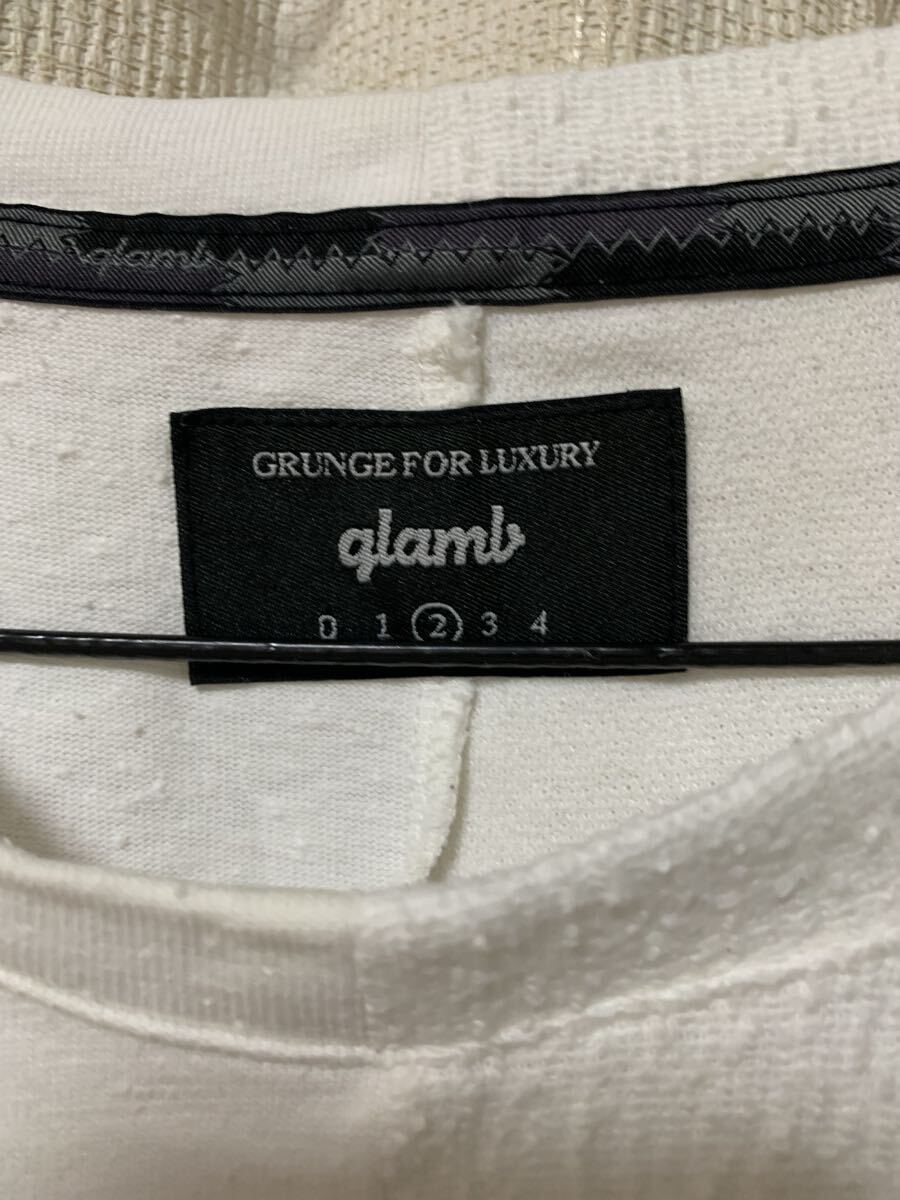 glamb
GRUNGE FOR LUXURY
glamb
0 1 2 3 4